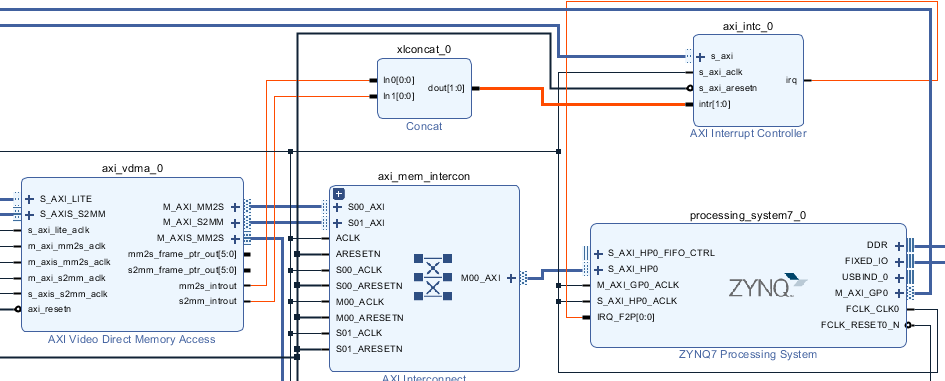 axi_intc_0
s_axi
s_axi_aclk
s_axi_aresetn
intr[1:0]
irq
AXI Interrupt Controller
xlconcat_0
In0[0:0]
In1[0:0]
dout[1:0]
Concat
axi_vdma_0
S_AXI_LITE
S_AXIS_S2MM
s_axi_lite_aclk
m_axi_mm2s_aclk
m_axis_mm2s_aclk
m_axi_s2mm_aclk
s_axis_s2mm_aclk
axi_resetn
M_AXI_MM2S
M_AXI_S2MM
M_AXIS_MM2S
mm2s_frame_ptr_out[5:0]
s2mm_frame_ptr_out[5:0]
mm2s_introut
s2mm_introut
AXI Video Direct Memory Access
axi_mem_intercon
S00_AXI
S01_AXI
ACLK
ARESETN
S00_ACLK
S00_ARESETN
M00_ACLK
M00_ARESETN
S01_ACLK
S01_ARESETN
M00_AXI
AXI Interconnect
processing_system7_0
S_AXI_HP0_FIFO_CTRL
S_AXI_HP0
M_AXI_GP0_ACLK
S_AXI_HP0_ACLK
IRQ_F2P[0:0]
ZYNQ
DDR
FIXED_IO
USBIND_0
M_AXI_GP0
FCLK_CLK0
FCLK_RESET0_N
ZYNQ7 Processing System